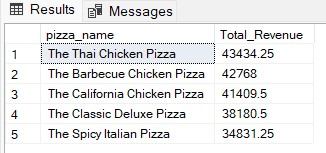 Results Messages
pizza_name Total_Revenue
1 The Thai Chicken Pizza 43434.25
2 The Barbecue Chicken Pizza 42768
3 The California Chicken Pizza 41409.5
4 The Classic Deluxe Pizza 38180.5
5 The Spicy Italian Pizza 34831.25